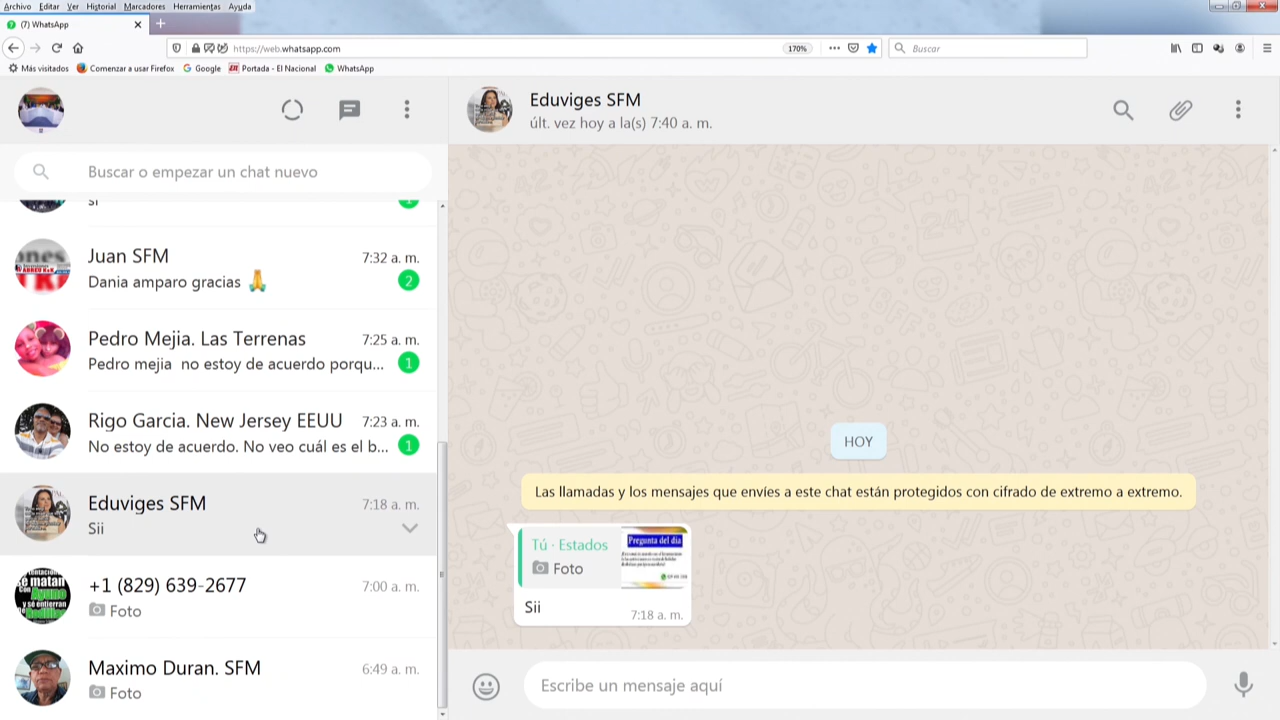 Archivo Editar Ver Historial Marcadores Herramientas Ayuda
(7) WhatsApp
https://web.whatsapp.com
170%
Buscar
Más visitados Comenzar a usar Firefox Google Portada - El Nacional WhatsApp
Eduviges SFM
últ. vez hoy a la(s) 7:40 a. m.
Buscar o empezar un chat nuevo
si
1
Juan SFM 7:32 a. m.
Dania amparo gracias 🙏 2
Pedro Mejia. Las Terrenas 7:25 a. m.
Pedro mejia no estoy de acuerdo porqu... 1
Rigo Garcia. New Jersey EEUU 7:23 a. m.
No estoy de acuerdo. No veo cuál es el b... 1
Eduviges SFM 7:18 a. m.
Sii
+1 (829) 639-2677 7:00 a. m.
Foto
Maximo Duran. SFM 6:49 a. m.
Foto
HOY
Las llamadas y los mensajes que envíes a este chat están protegidos con cifrado de extremo a extremo.
Tú · Estados
Foto
Pregunta del día
Sii
7:18 a. m.
Escribe un mensaje aquí